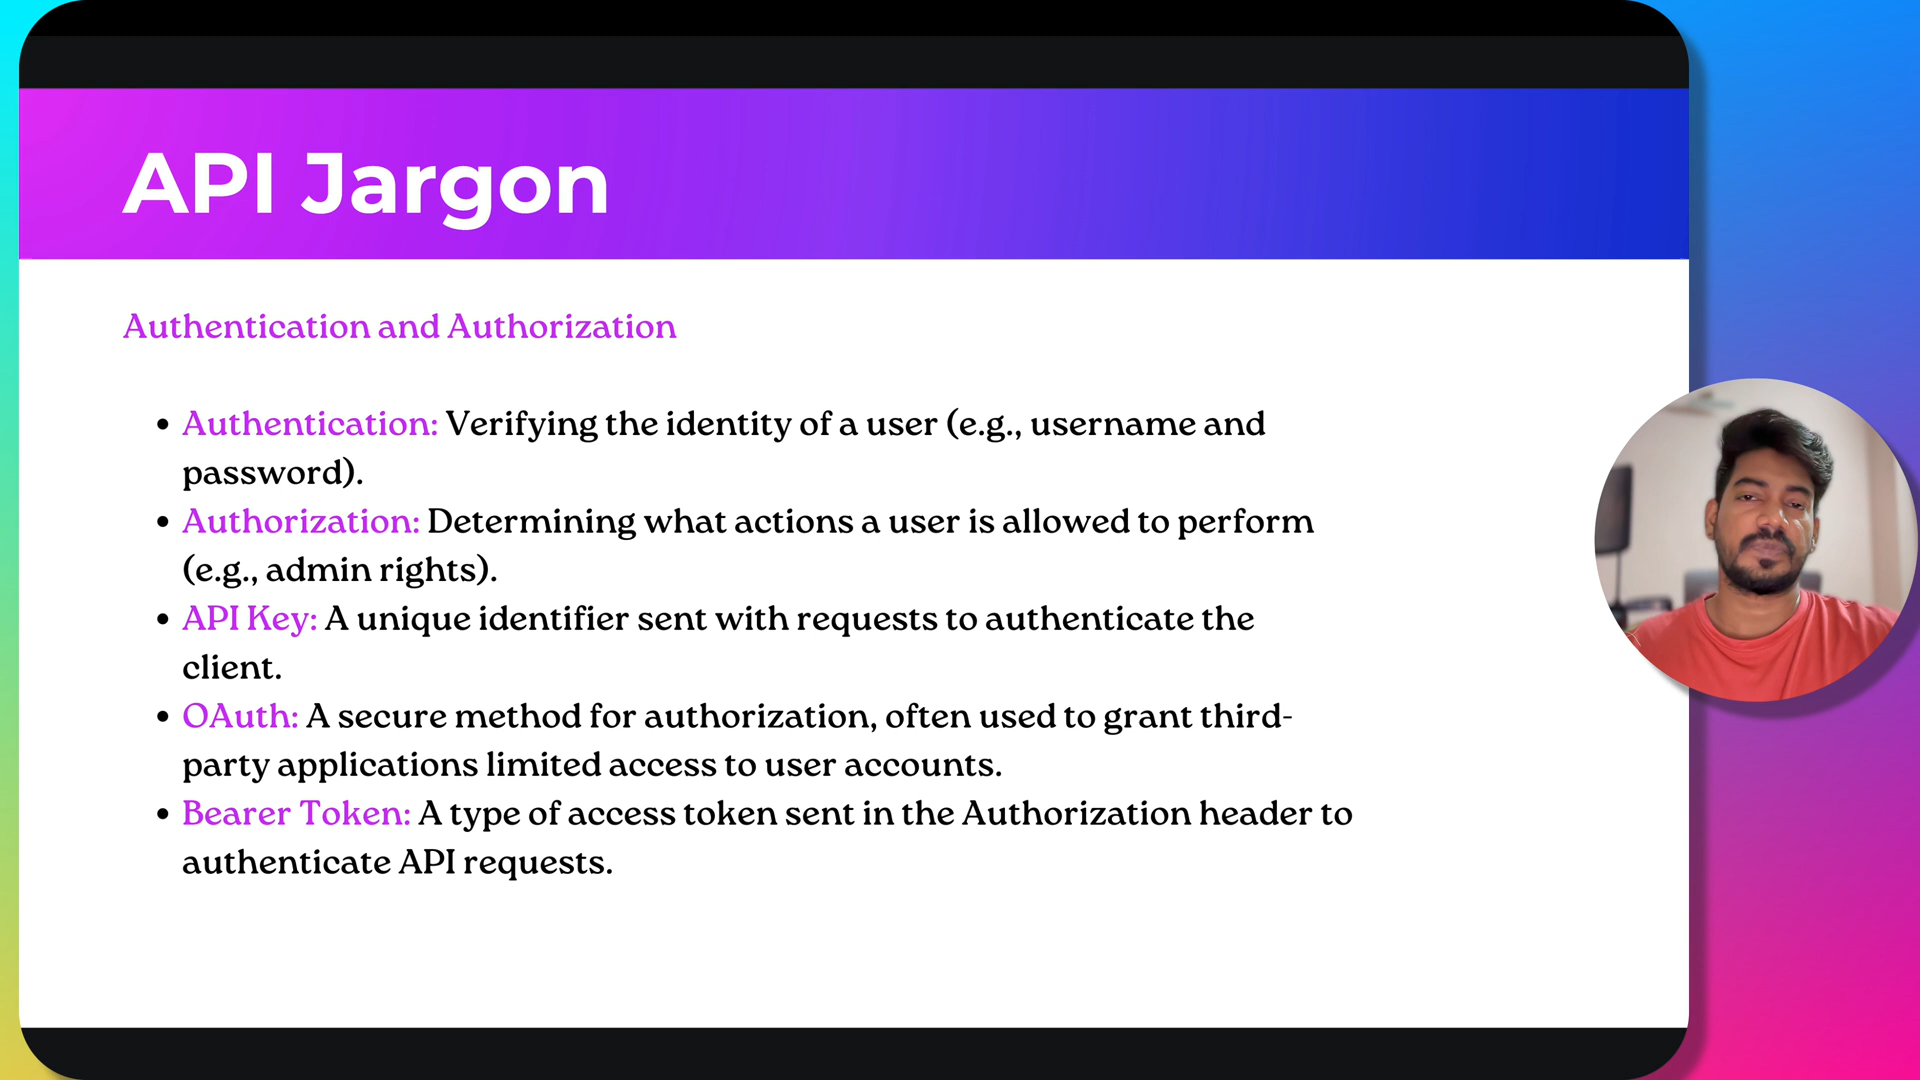 API Jargon
Authentication and Authorization
• Authentication: Verifying the identity of a user (e.g., username and
password).
• Authorization: Determining what actions a user is allowed to perform
(e.g., admin rights).
• API Key: A unique identifier sent with requests to authenticate the
client.
• OAuth: A secure method for authorization, often used to grant third-
party applications limited access to user accounts.
• Bearer Token: A type of access token sent in the Authorization header to
authenticate API requests.